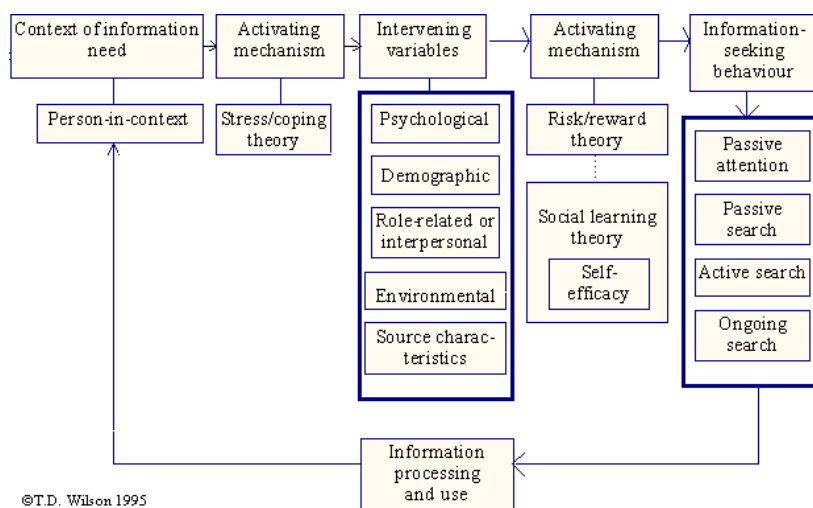 Context of information
need
Activating
mechanism
Intervening
variables
Activating
mechanism
Information-
seeking
behaviour
Person-in-context
Stress/coping
theory
Psychological
Demographic
Role-related or
interpersonal
Environmental
Source charac-
teristics
Risk/reward
theory
Social learning
theory
Self-
efficacy
Passive
attention
Passive
search
Active search
Ongoing
search
Information
processing
and use
©T.D. Wilson 1995